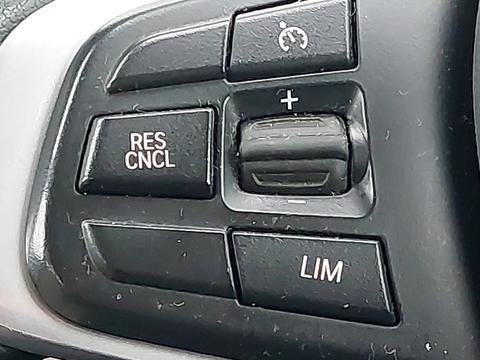 +
RES
CNCL
−
LIM